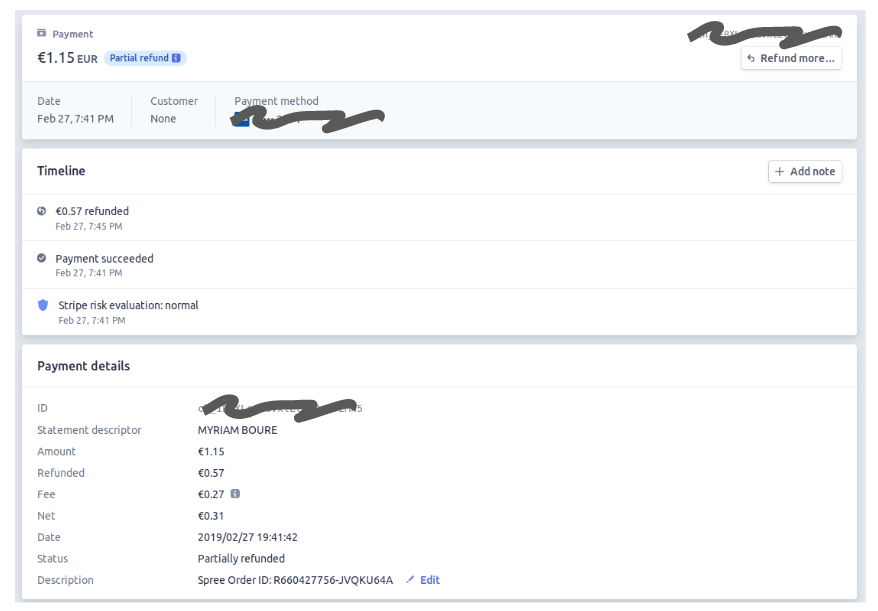 Payment
€1.15 EUR Partial refund
Refund more...
Date Customer Payment method
Feb 27, 7:41 PM None
Timeline
Add note
€0.57 refunded
Feb 27, 7:45 PM
Payment succeeded
Feb 27, 7:41 PM
Stripe risk evaluation: normal
Feb 27, 7:41 PM
Payment details
ID
Statement descriptor MYRIAM BOURE
Amount €1.15
Refunded €0.57
Fee €0.27
Net €0.31
Date 2019/02/27 19:41:42
Status Partially refunded
Description Spree Order ID: R660427756-JVQKU64A Edit